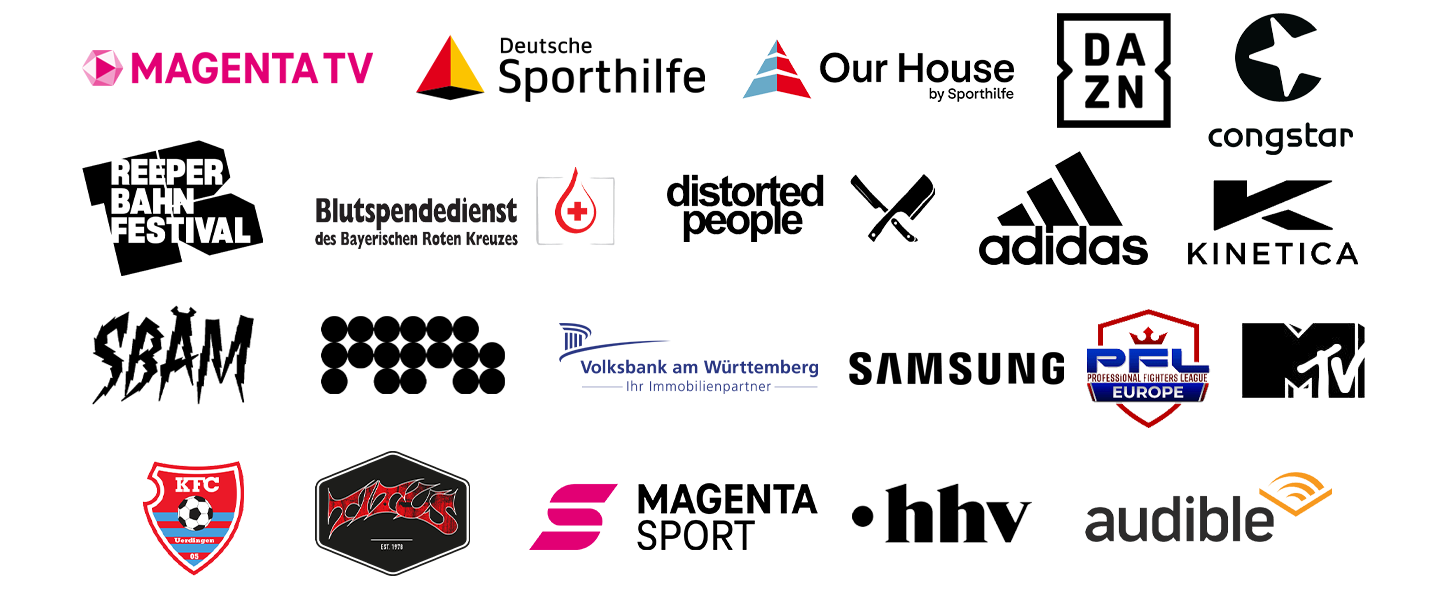 MAGENTA TV
Deutsche
Sporthilfe
Our House
by Sporthilfe
DA
ZN
congstar
REEPER
BAHN
FESTIVAL
Blutspendedienst
des Bayerischen Roten Kreuzes
distorted
people
adidas
KINETICA
SBÄM
Volksbank am Württemberg
Ihr Immobilienpartner
SAMSUNG
PFL
PROFESSIONAL FIGHTERS LEAGUE
EUROPE
MTV
KFC
Uerdingen
05
TITUS
EST. 1978
MAGENTA
SPORT
hhv
audible